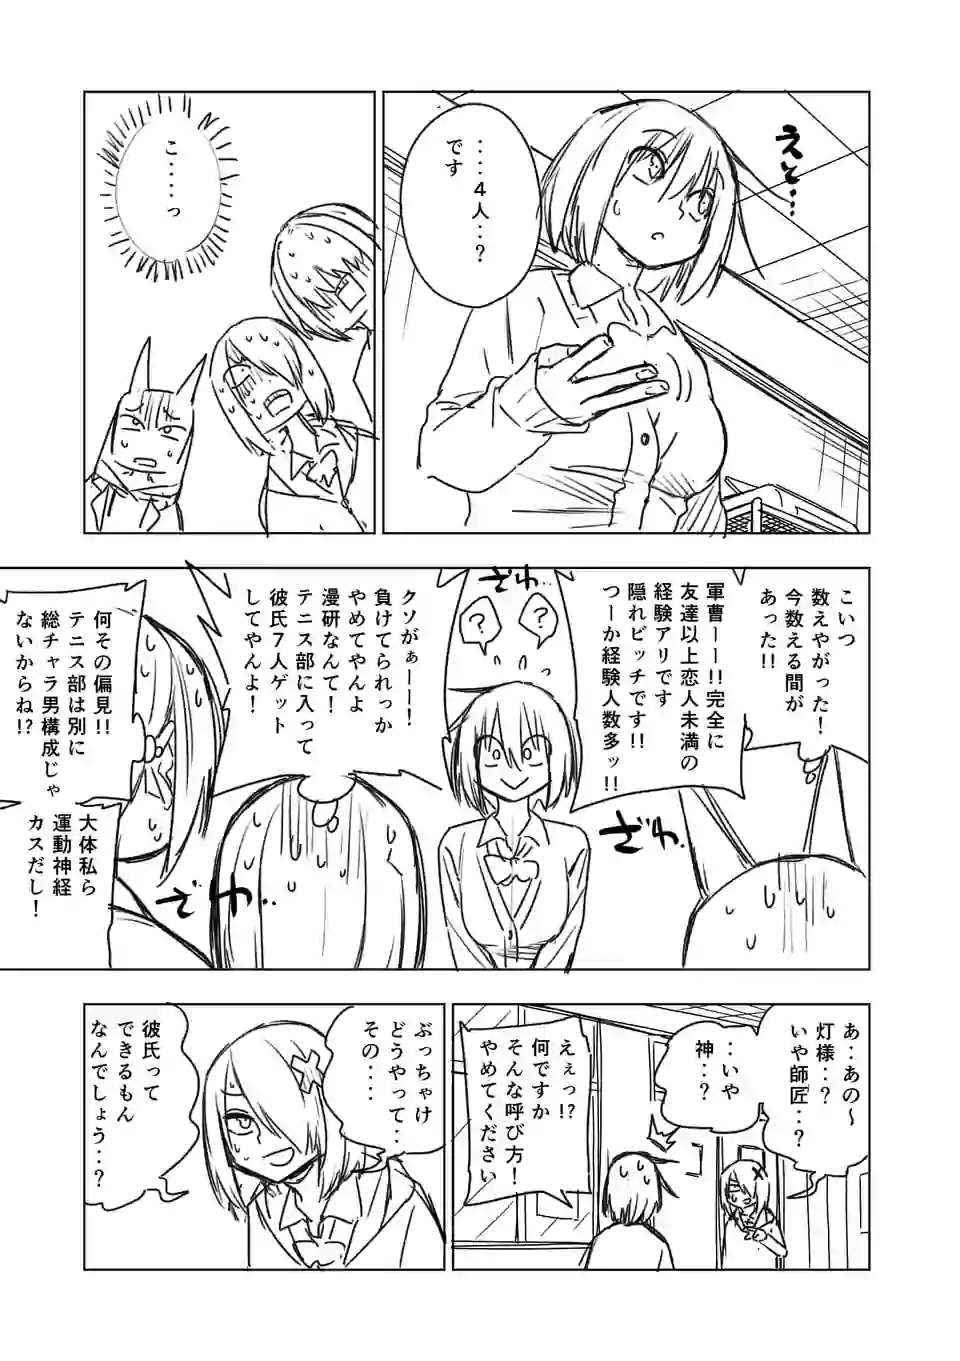 えと…
‥‥4人‥?
です
こ‥‥‥っ
こいつ
数えやがった!
今数える間が
あった!!
軍曹ーー!!完全に
友達以上恋人未満の
経験アリです
隠れビッチです!!
つーか経験人数多ッ!!
ざわ‥
?
?
ざわ‥
クソがぁーーー!
負けてられっか
やめてやんよ
漫研なんて!
テニス部に入って
彼氏7人ゲット
してやんよ!
ざわ‥
何その偏見!!
テニス部は別に
総チャラ男構成じゃ
ないからね!?
大体私ら
運動神経
カスだし!
あ‥あの~
灯様‥?
いや師匠‥?
‥いや
神‥?
えぇっ!?
何ですか
そんな呼び方!
やめてください
ぶっちゃけ
どうやって‥
その‥‥
彼氏って
できるもん
なんでしょう‥?